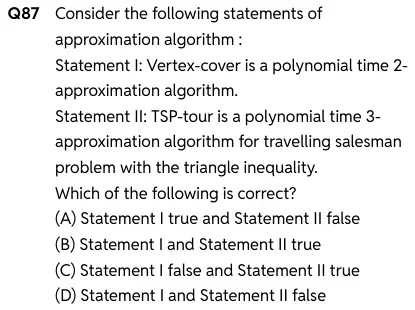 Q87 Consider the following statements of
approximation algorithm :
Statement I: Vertex-cover is a polynomial time 2-
approximation algorithm.
Statement II: TSP-tour is a polynomial time 3-
approximation algorithm for travelling salesman
problem with the triangle inequality.
Which of the following is correct?
(A) Statement I true and Statement II false
(B) Statement I and Statement II true
(C) Statement I false and Statement II true
(D) Statement I and Statement II false